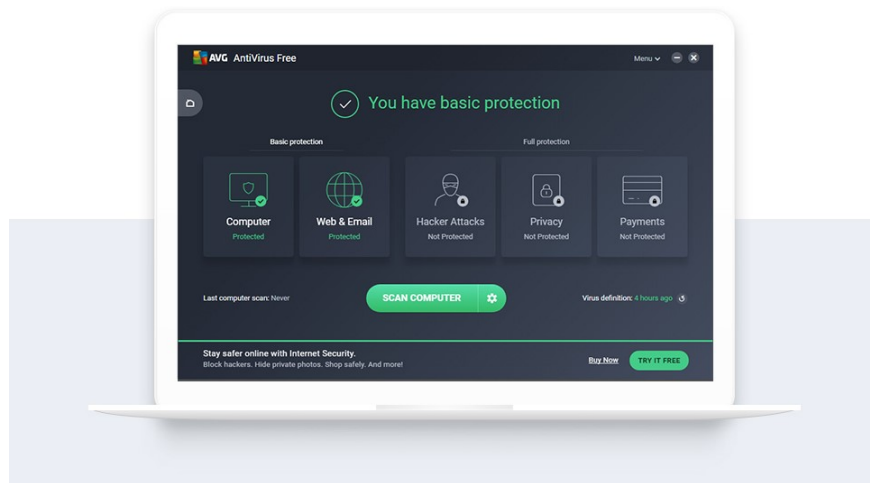 AVG AntiVirus Free
Menu
You have basic protection
Basic protection
Full protection
Computer
Protected
Web & Email
Protected
Hacker Attacks
Not Protected
Privacy
Not Protected
Payments
Not Protected
Last computer scan: Never
SCAN COMPUTER
Virus definition: 4 hours ago
Stay safer online with Internet Security.
Block hackers. Hide private photos. Shop safely. And more!
Buy Now
TRY IT FREE